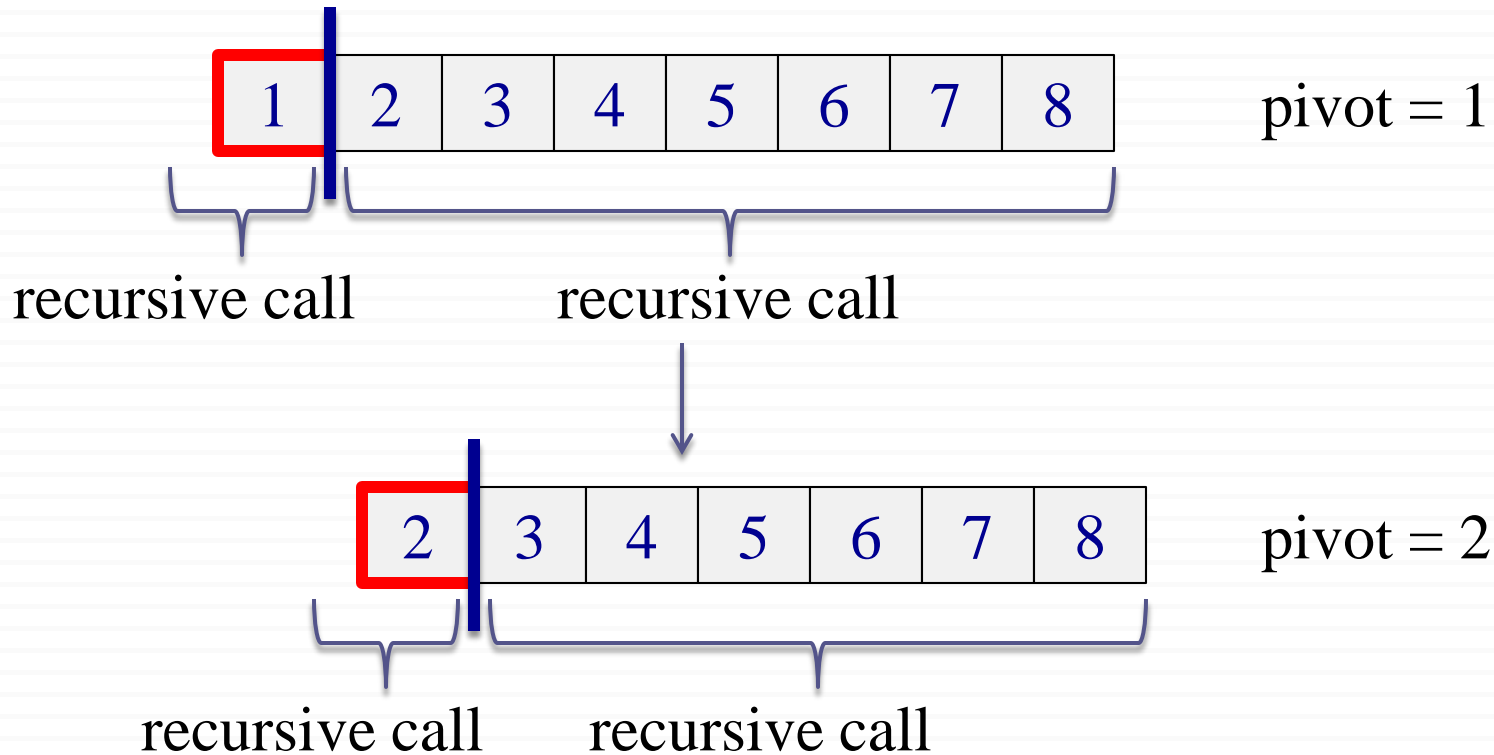 1 2 3 4 5 6 7 8 pivot = 1
recursive call recursive call
2 3 4 5 6 7 8 pivot = 2
recursive call recursive call